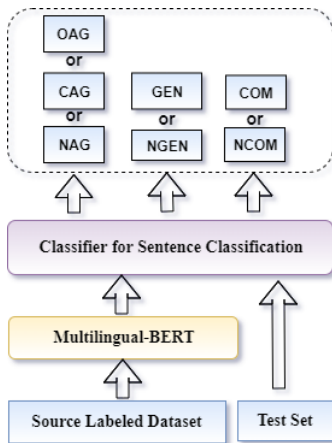 OAG
or
CAG GEN COM
or or or
NAG NGEN NCOM
Classifier for Sentence Classification
Multilingual-BERT
Source Labeled Dataset Test Set